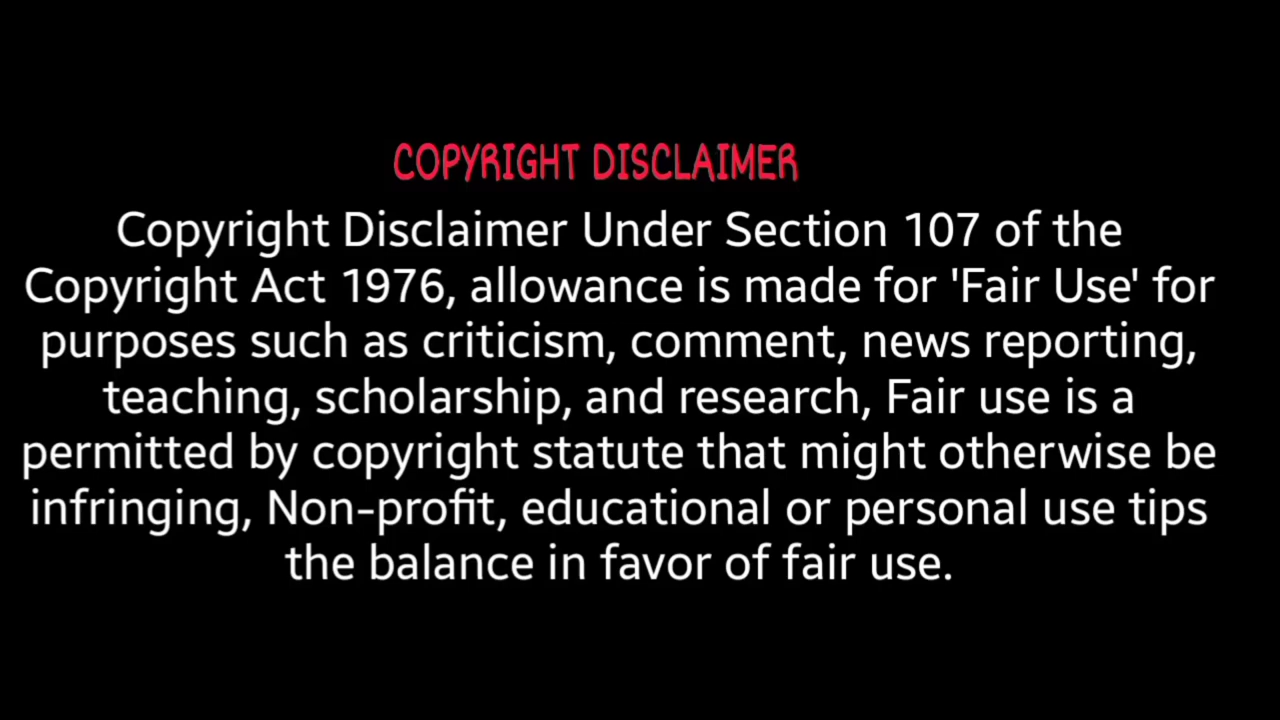 COPYRIGHT DISCLAIMER
Copyright Disclaimer Under Section 107 of the
Copyright Act 1976, allowance is made for 'Fair Use' for
purposes such as criticism, comment, news reporting,
teaching, scholarship, and research, Fair use is a
permitted by copyright statute that might otherwise be
infringing, Non-profit, educational or personal use tips
the balance in favor of fair use.